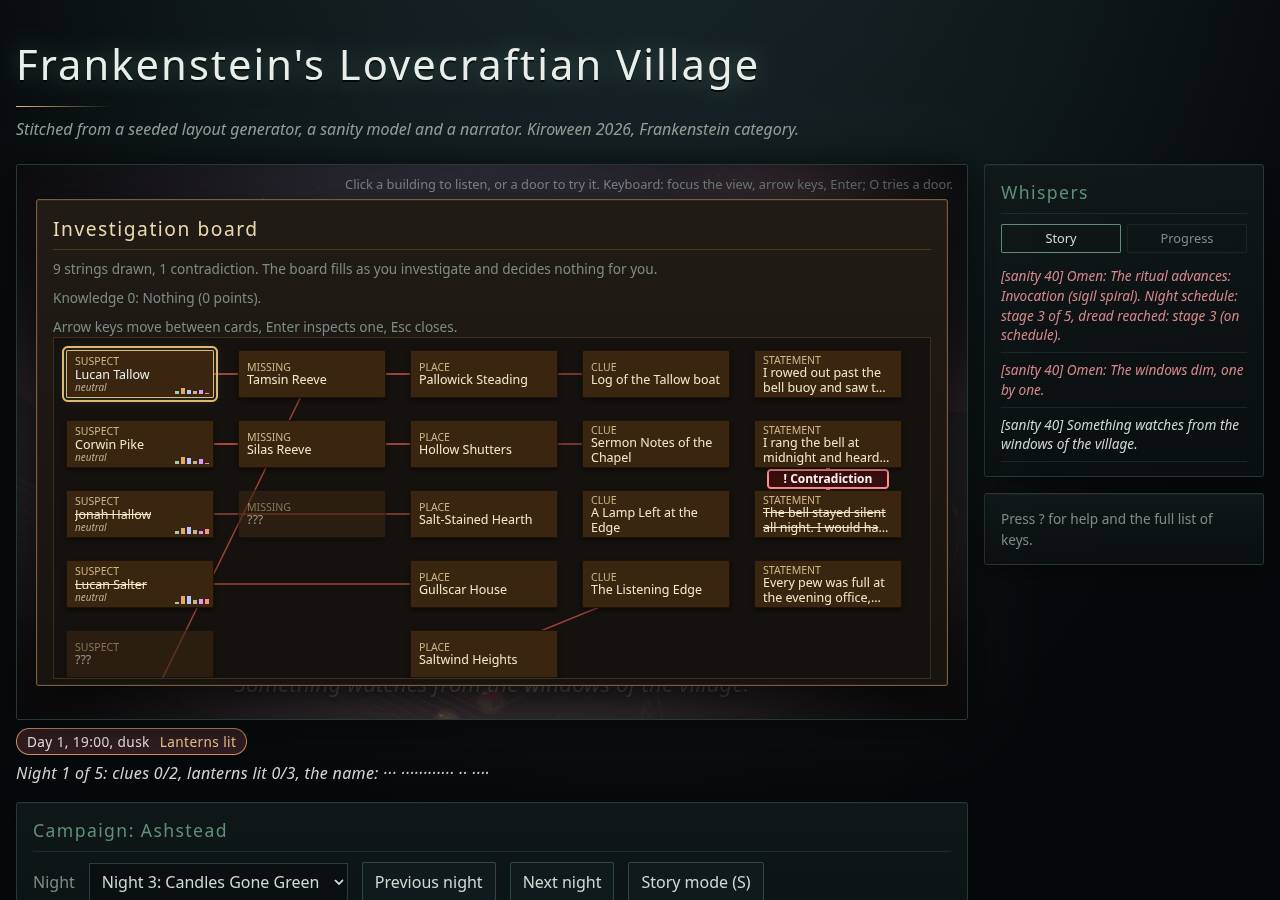 Frankenstein's Lovecraftian Village
Stitched from a seeded layout generator, a sanity model and a narrator. Kiroween 2026, Frankenstein category.
Click a building to listen, or a door to try it. Keyboard: focus the view, arrow keys, Enter; O tries a door.
Investigation board
9 strings drawn, 1 contradiction. The board fills as you investigate and decides nothing for you.
Knowledge 0: Nothing (0 points).
Arrow keys move between cards, Enter inspects one, Esc closes.
SUSPECT
Lucan Tallow
neutral
MISSING
Tamsin Reeve
PLACE
Pallowick Steading
CLUE
Log of the Tallow boat
STATEMENT
I rowed out past the
bell buoy and saw t...
SUSPECT
Corwin Pike
neutral
MISSING
Silas Reeve
PLACE
Hollow Shutters
CLUE
Sermon Notes of the
Chapel
STATEMENT
I rang the bell at
midnight and heard...
! Contradiction
SUSPECT
Jonah Hallow
neutral
MISSING
???
PLACE
Salt-Stained Hearth
CLUE
A Lamp Left at the
Edge
STATEMENT
The bell stayed silent
all night. I would ha...
SUSPECT
Lucan Salter
neutral
PLACE
Gullscar House
CLUE
The Listening Edge
STATEMENT
Every pew was full at
the evening office,...
SUSPECT
???
PLACE
Saltwind Heights
Something watches from the windows of the village.
Whispers
Story
Progress
[sanity 40] Omen: The ritual advances:
Invocation (sigil spiral). Night schedule:
stage 3 of 5, dread reached: stage 3 (on
schedule).
[sanity 40] Omen: The windows dim, one
by one.
[sanity 40] Something watches from the
windows of the village.
Press ? for help and the full list of
keys.
Day 1, 19:00, dusk Lanterns lit
Night 1 of 5: clues 0/2, lanterns lit 0/3, the name: ··· ············ ·· ····
Campaign: Ashstead
Night
Night 3: Candles Gone Green
Previous night
Next night
Story mode (S)